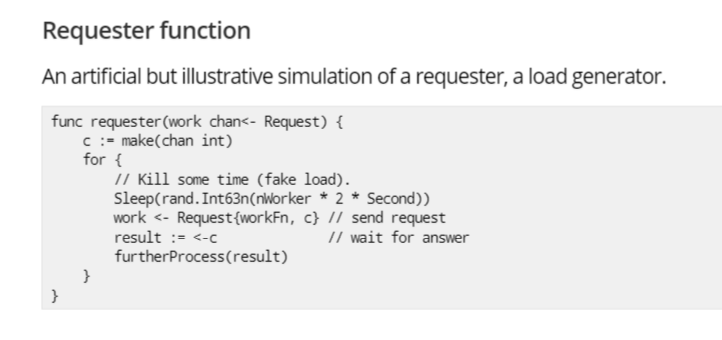 Requester function
An artificial but illustrative simulation of a requester, a load generator.
func requester(work chan<- Request) {
    c := make(chan int)
    for {
        // Kill some time (fake load).
        Sleep(rand.Int63n(nWorker * 2 * Second))
        work <- Request{workFn, c} // send request
        result := <-c              // wait for answer
        furtherProcess(result)
    }
}